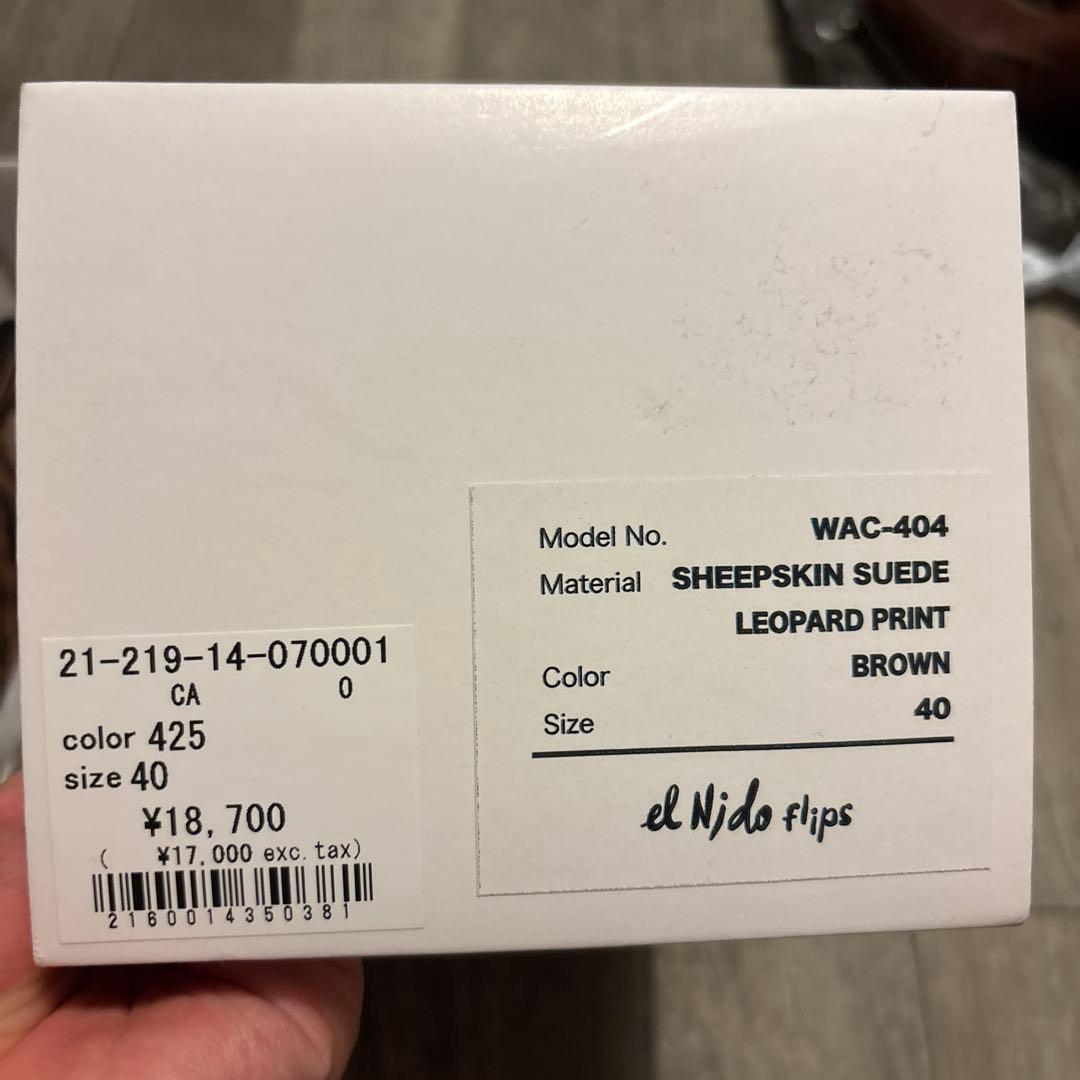 Model No. WAC-404
Material SHEEPSKIN SUEDE
LEOPARD PRINT
Color BROWN
Size 40
el Nido flips
21-219-14-070001
CA 0
color 425
size 40
¥18,700
( ¥17,000 exc. tax)
2160014350381